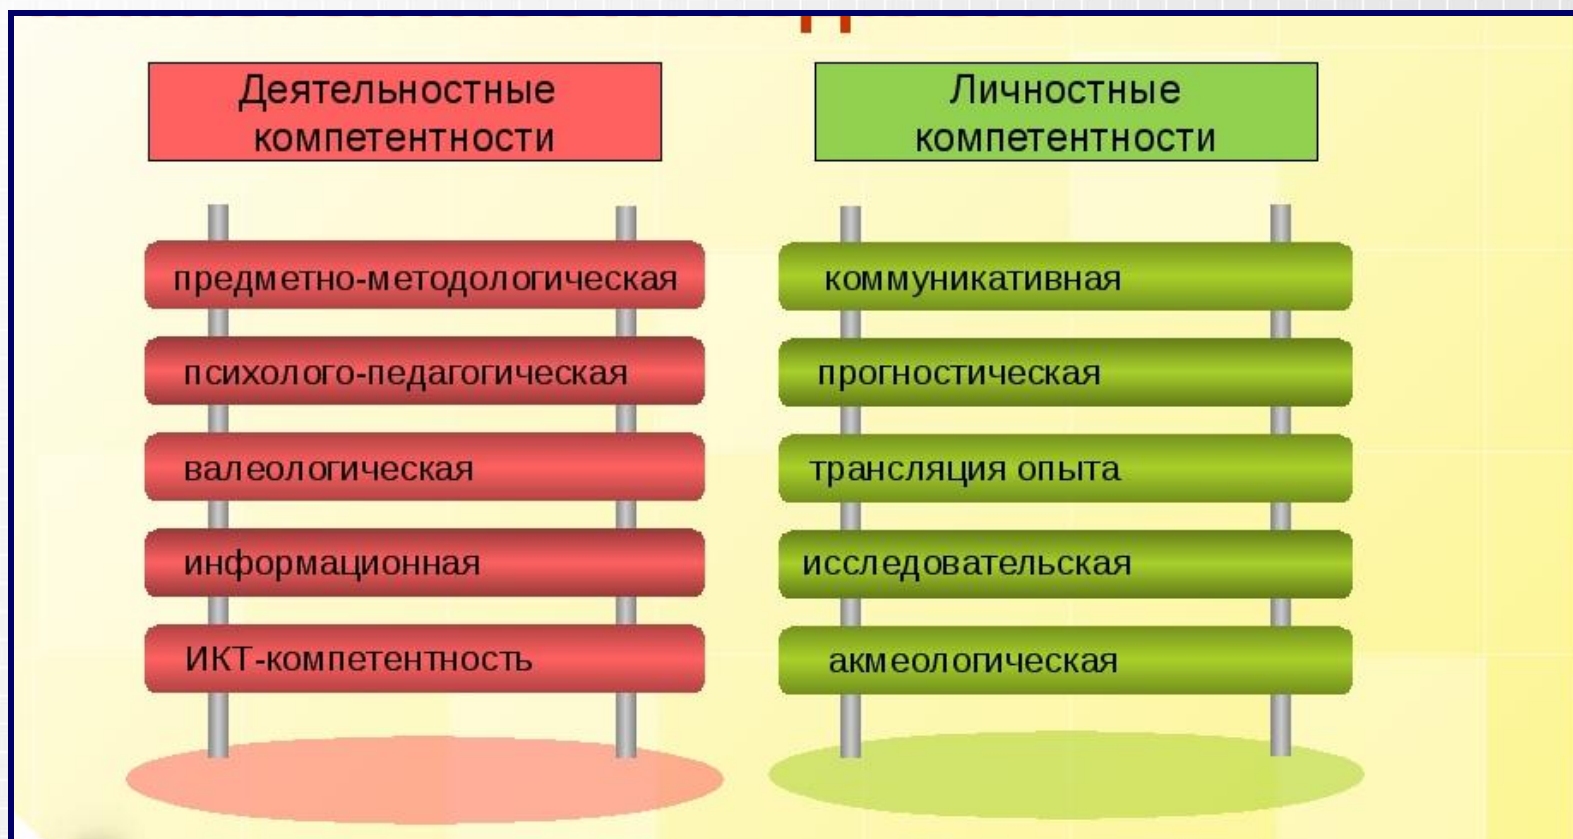 Деятельностные
компетентности
предметно-методологическая
психолого-педагогическая
валеологическая
информационная
ИКТ-компетентность
Личностные
компетентности
коммуникативная
прогностическая
трансляция опыта
исследовательская
акмеологическая